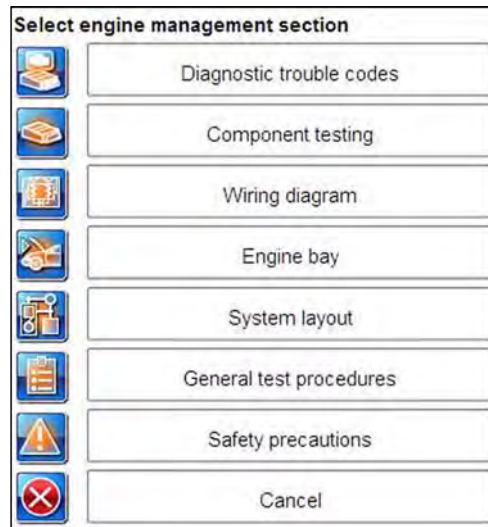 Select engine management section
Diagnostic trouble codes
Component testing
Wiring diagram
Engine bay
System layout
General test procedures
Safety precautions
Cancel